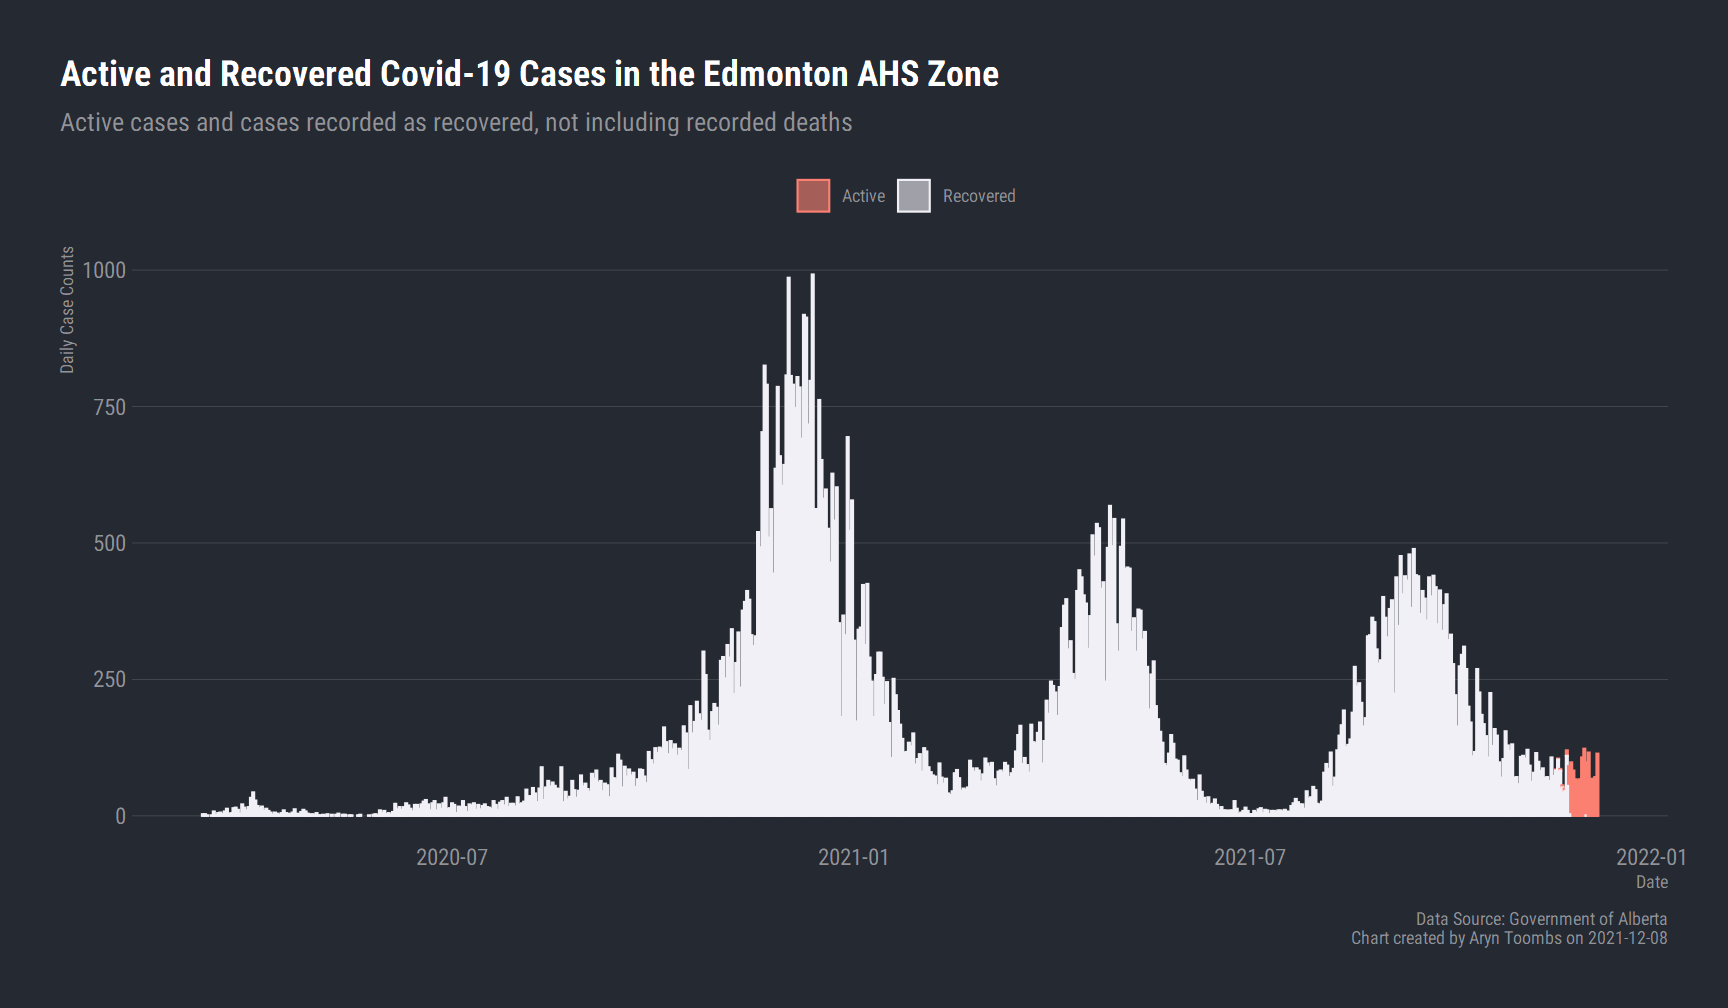 Active and Recovered Covid-19 Cases in the Edmonton AHS Zone
Active cases and cases recorded as recovered, not including recorded deaths
Active
Recovered
Daily Case Counts
1000
750
500
250
0
2020-07
2021-01
2021-07
2022-01
Date
Data Source: Government of Alberta
Chart created by Aryn Toombs on 2021-12-08